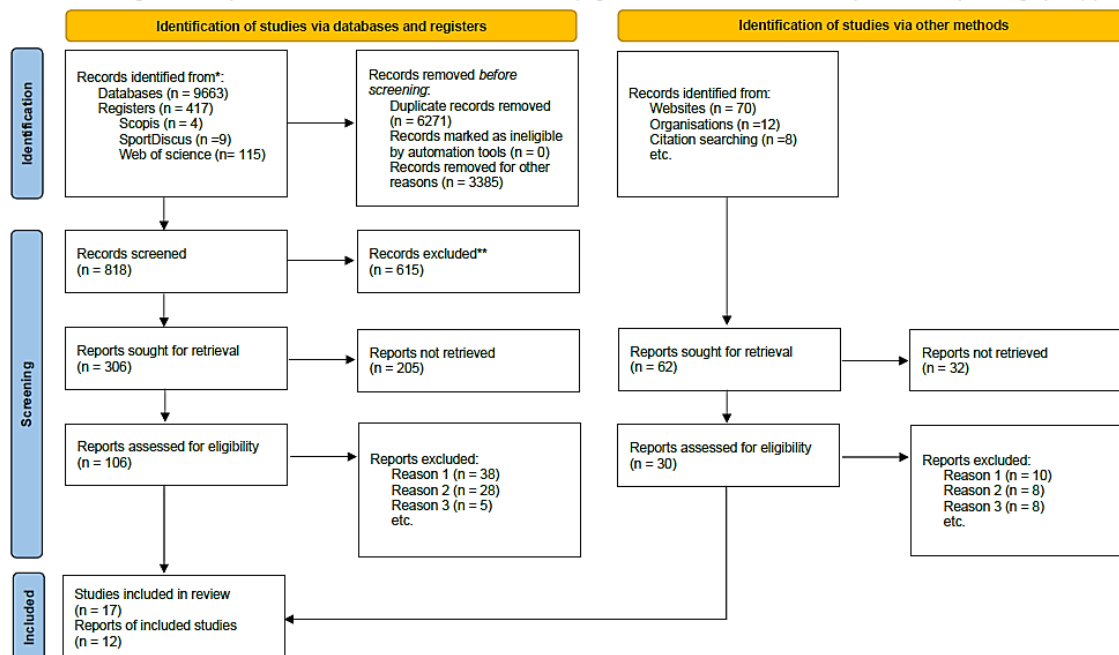 Identification of studies via databases and registers
Identification of studies via other methods
Identification
Records identified from*:
Databases (n = 9663)
Registers (n = 417)
Scopis (n = 4)
SportDiscus (n =9)
Web of science (n= 115)
Records removed before
screening:
Duplicate records removed
(n = 6271)
Records marked as ineligible
by automation tools (n = 0)
Records removed for other
reasons (n = 3385)
Records identified from:
Websites (n = 70)
Organisations (n =12)
Citation searching (n =8)
etc.
Screening
Records screened
(n = 818)
Records excluded**
(n = 615)
Reports sought for retrieval
(n = 306)
Reports not retrieved
(n = 205)
Reports sought for retrieval
(n = 62)
Reports not retrieved
(n = 32)
Reports assessed for eligibility
(n = 106)
Reports excluded:
Reason 1 (n = 38)
Reason 2 (n = 28)
Reason 3 (n = 5)
etc.
Reports assessed for eligibility
(n = 30)
Reports excluded:
Reason 1 (n = 10)
Reason 2 (n = 8)
Reason 3 (n = 8)
etc.
Included
Studies included in review
(n = 17)
Reports of included studies
(n = 12)